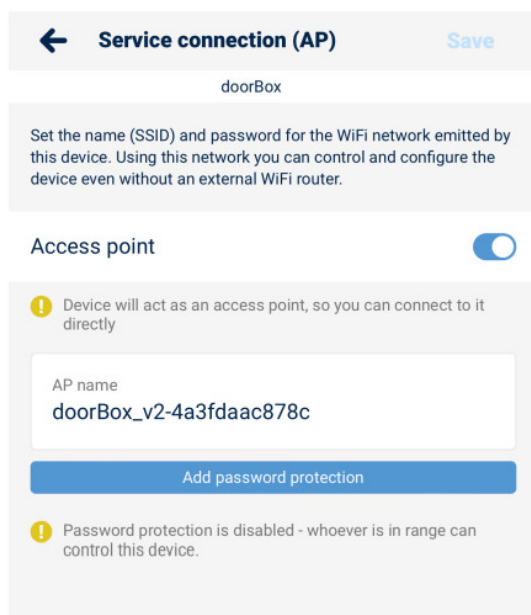 Service connection (AP)
Save
doorBox
Set the name (SSID) and password for the WiFi network emitted by
this device. Using this network you can control and configure the
device even without an external WiFi router.
Access point
Device will act as an access point, so you can connect to it
directly
AP name
doorBox_v2-4a3fdaac878c
Add password protection
Password protection is disabled - whoever is in range can
control this device.